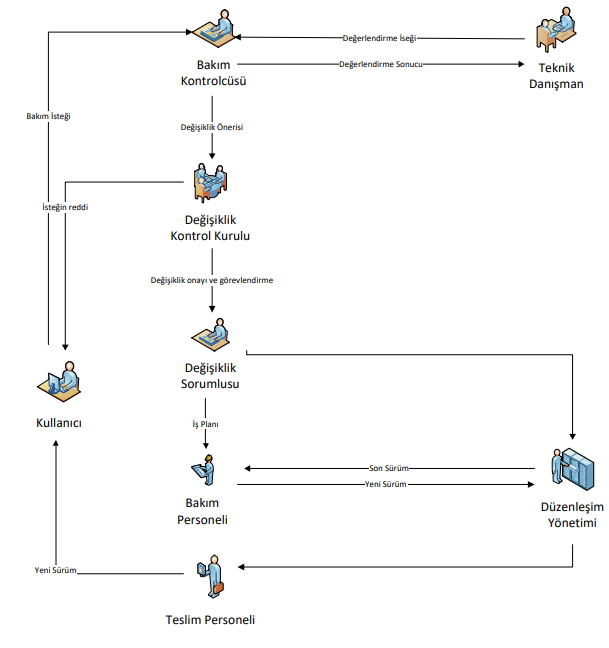 Değerlendirme İseği
Bakım
Kontrolcüsü
Değerlendirme Sonucu
Teknik
Danışman
Bakım İsteği
Değişiklik Önerisi
İsteğin reddi
Değişiklik
Kontrol Kurulu
Değişiklik onayı ve görevlendirme
Değişiklik
Sorumlusu
Kullanıcı
İş Planı
Son Sürüm
Yeni Sürüm
Bakım
Personeli
Düzenleşim
Yönetimi
Yeni Sürüm
Teslim Personeli